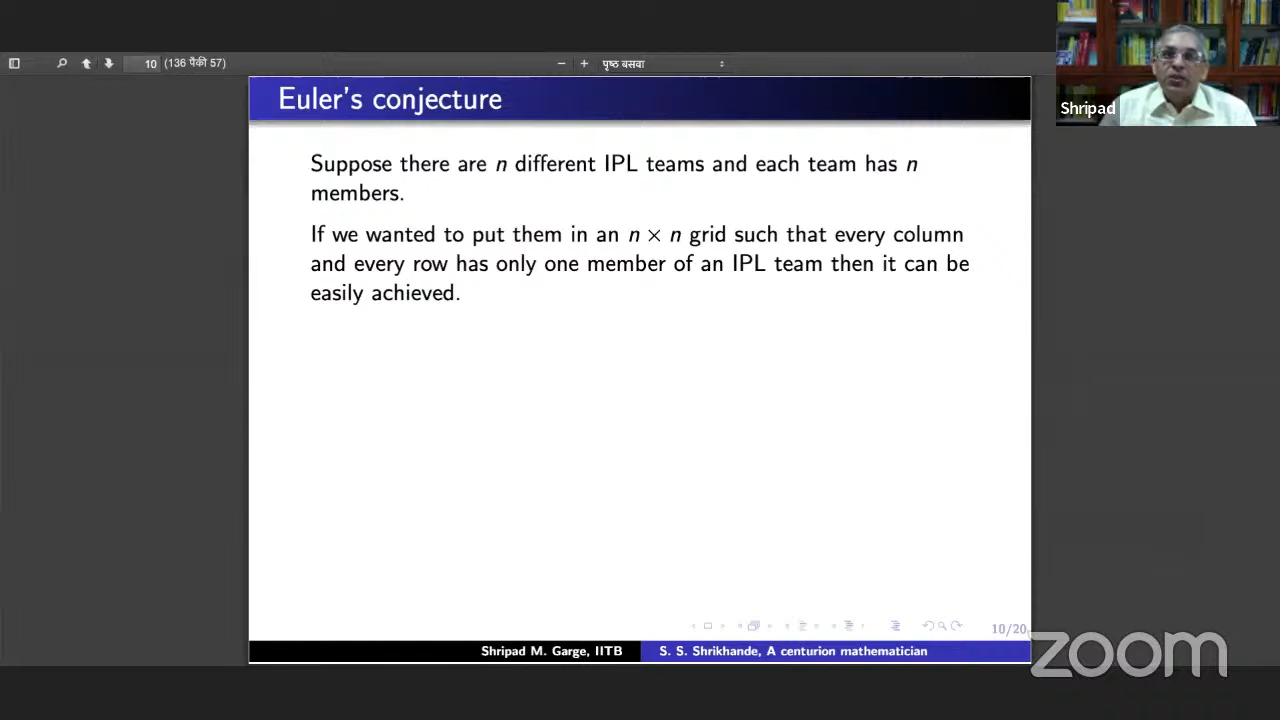 10 (136 पैकी 57)
− + पृष्ठ बसवा
Shripad
Euler's conjecture
Suppose there are n different IPL teams and each team has n
members.
If we wanted to put them in an n × n grid such that every column
and every row has only one member of an IPL team then it can be
easily achieved.
10/20
Shripad M. Garge, IITB S. S. Shrikhande, A centurion mathematician
zoom